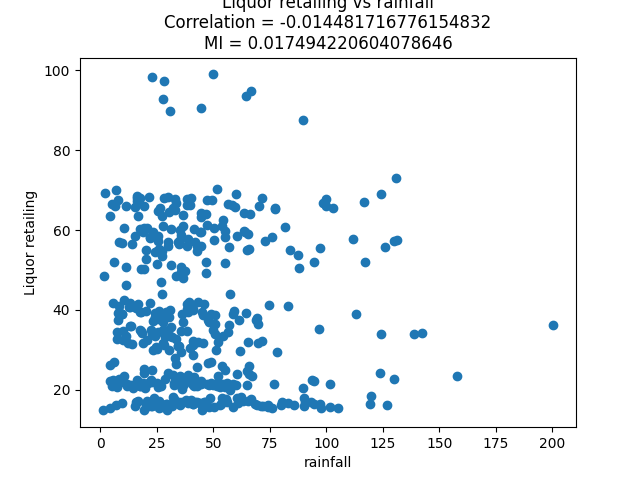 Liquor retailing vs rainfall
Correlation = -0.014481716776154832
MI = 0.017494220604078646
100
80
60
40
20
Liquor retailing
0 25 50 75 100 125 150 175 200
rainfall